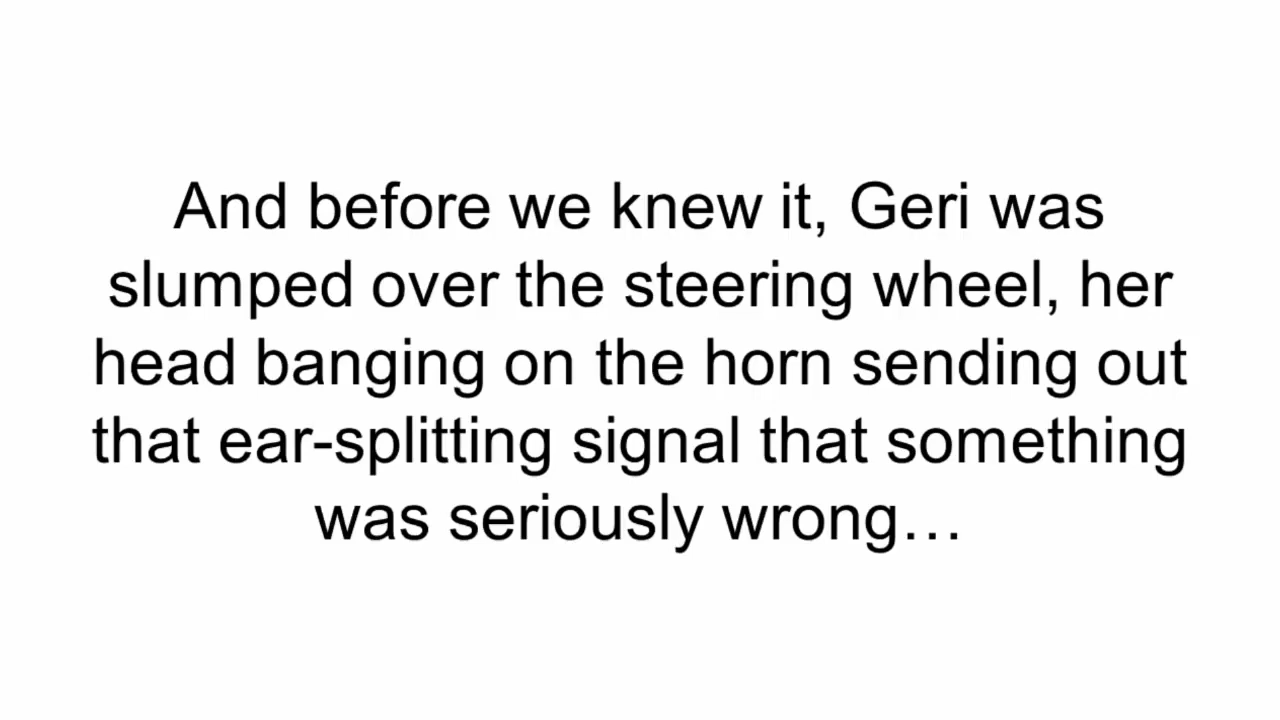 And before we knew it, Geri was
slumped over the steering wheel, her
head banging on the horn sending out
that ear-splitting signal that something
was seriously wrong…